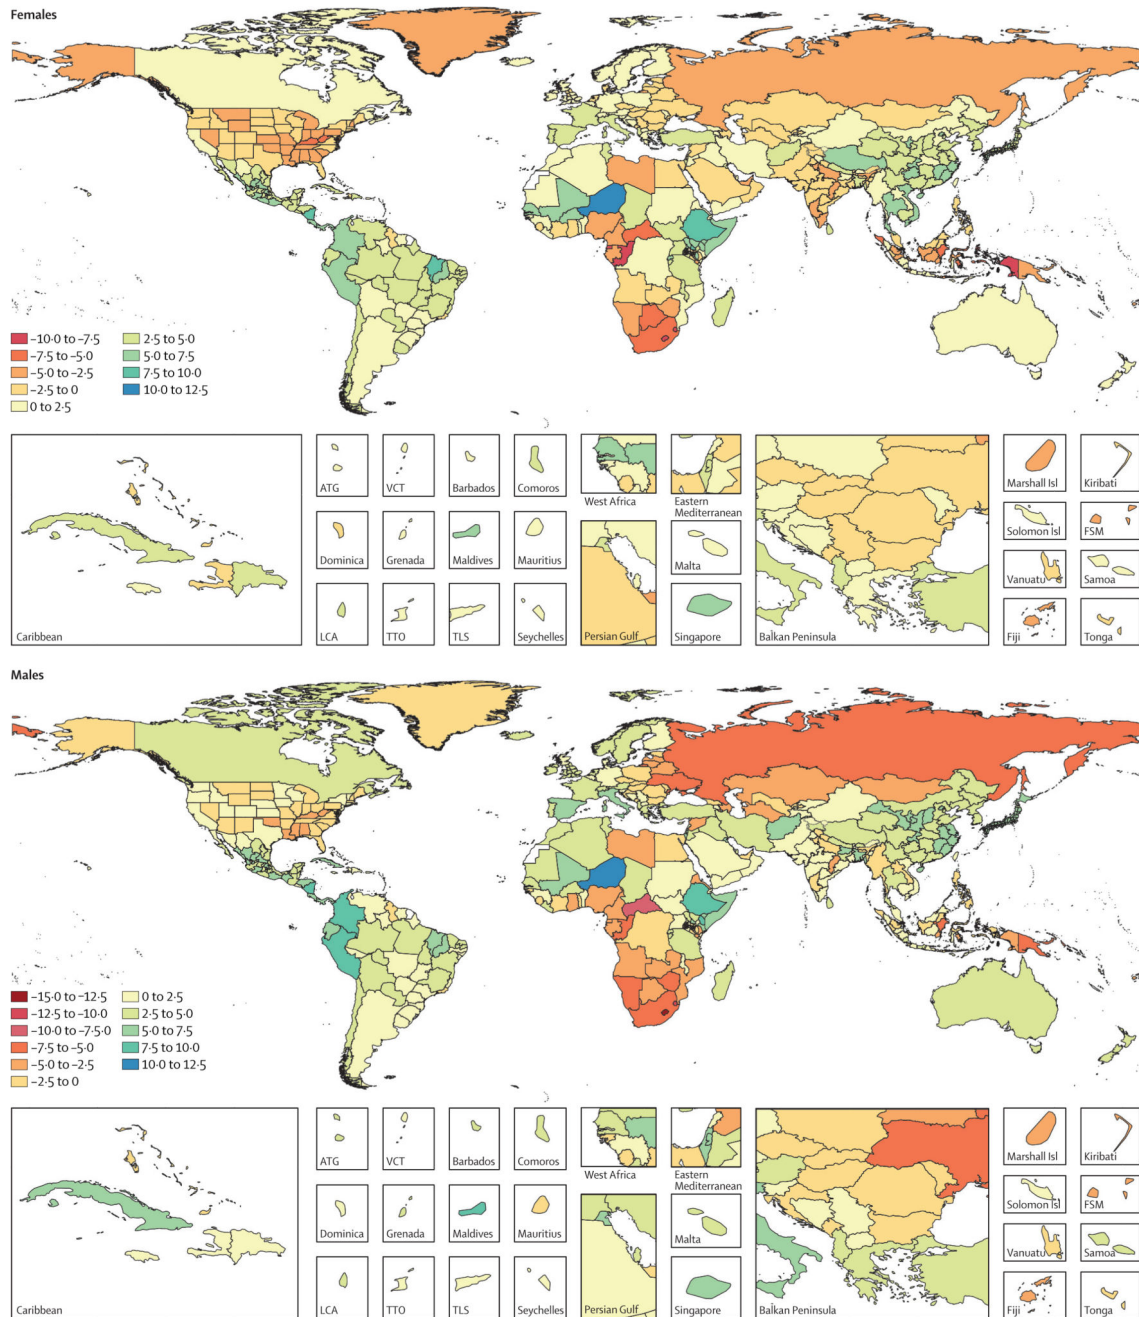 Females
−10·0 to −7·5
−7·5 to −5·0
−5·0 to −2·5
−2·5 to 0
0 to 2·5
2·5 to 5·0
5·0 to 7·5
7·5 to 10·0
10·0 to 12·5
Caribbean
ATG
VCT
Barbados
Comoros
Dominica
Grenada
Maldives
Mauritius
LCA
TTO
TLS
Seychelles
West Africa
Eastern
Mediterranean
Persian Gulf
Malta
Singapore
Balkan Peninsula
Marshall Isl
Kiribati
Solomon Isl
FSM
Vanuatu
Samoa
Fiji
Tonga
Males
−15·0 to −12·5
−12·5 to −10·0
−10·0 to −7·5·0
−7·5 to −5·0
−5·0 to −2·5
−2·5 to 0
0 to 2·5
2·5 to 5·0
5·0 to 7·5
7·5 to 10·0
10·0 to 12·5
Caribbean
ATG
VCT
Barbados
Comoros
Dominica
Grenada
Maldives
Mauritius
LCA
TTO
TLS
Seychelles
West Africa
Eastern
Mediterranean
Persian Gulf
Malta
Singapore
Balkan Peninsula
Marshall Isl
Kiribati
Solomon Isl
FSM
Vanuatu
Samoa
Fiji
Tonga